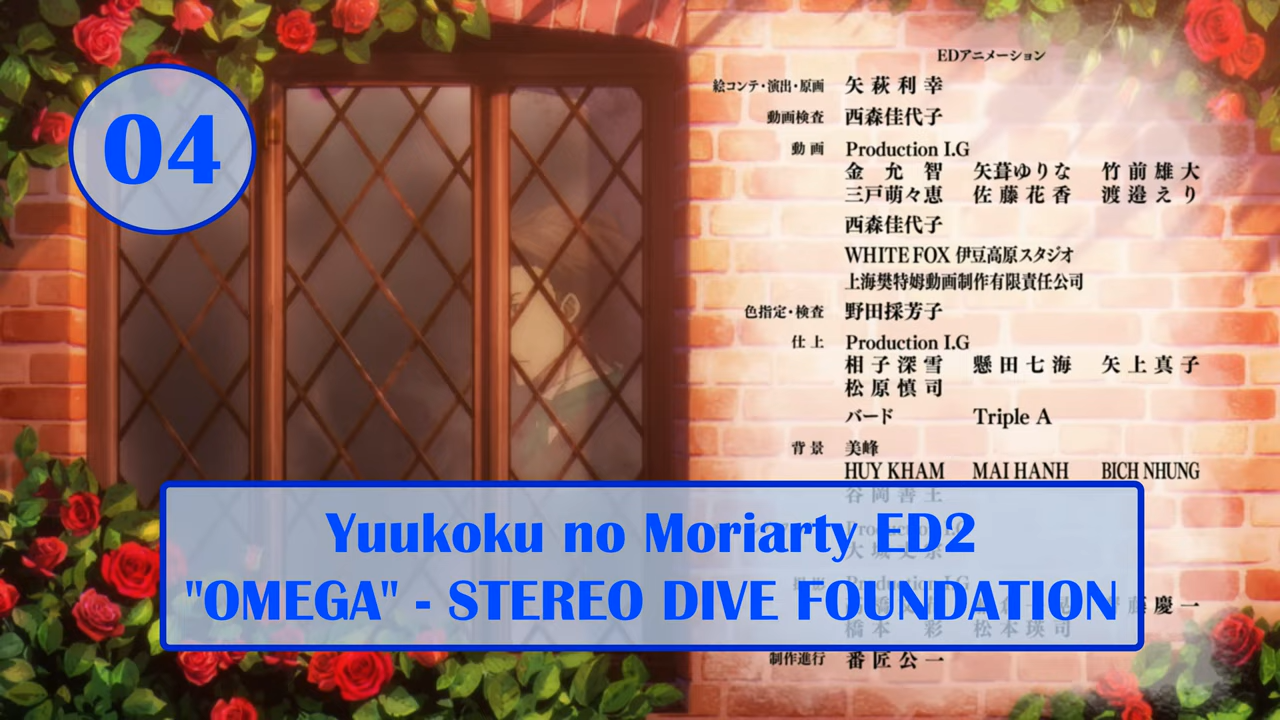 04
EDアニメーション
絵コンテ・演出・原画 矢萩利幸
動画検査 西森佳代子
動画 Production I.G
金允智 矢葺ゆりな 竹前雄大
三戸萌々恵 佐藤花香 渡邉えり
西森佳代子
WHITE FOX 伊豆高原スタジオ
上海樊特姆動画制作有限責任公司
色指定・検査 野田採芳子
仕上 Production I.G
相子深雪 懸田七海 矢上真子
松原慎司
バード Triple A
背景 美峰
HUY KHAM MAI HANH BICH NHUNG
Yuukoku no Moriarty ED2
"OMEGA" - STEREO DIVE FOUNDATION
Production I.G
慶一
橋本 彩 松本瑛司
制作進行 番匠公一